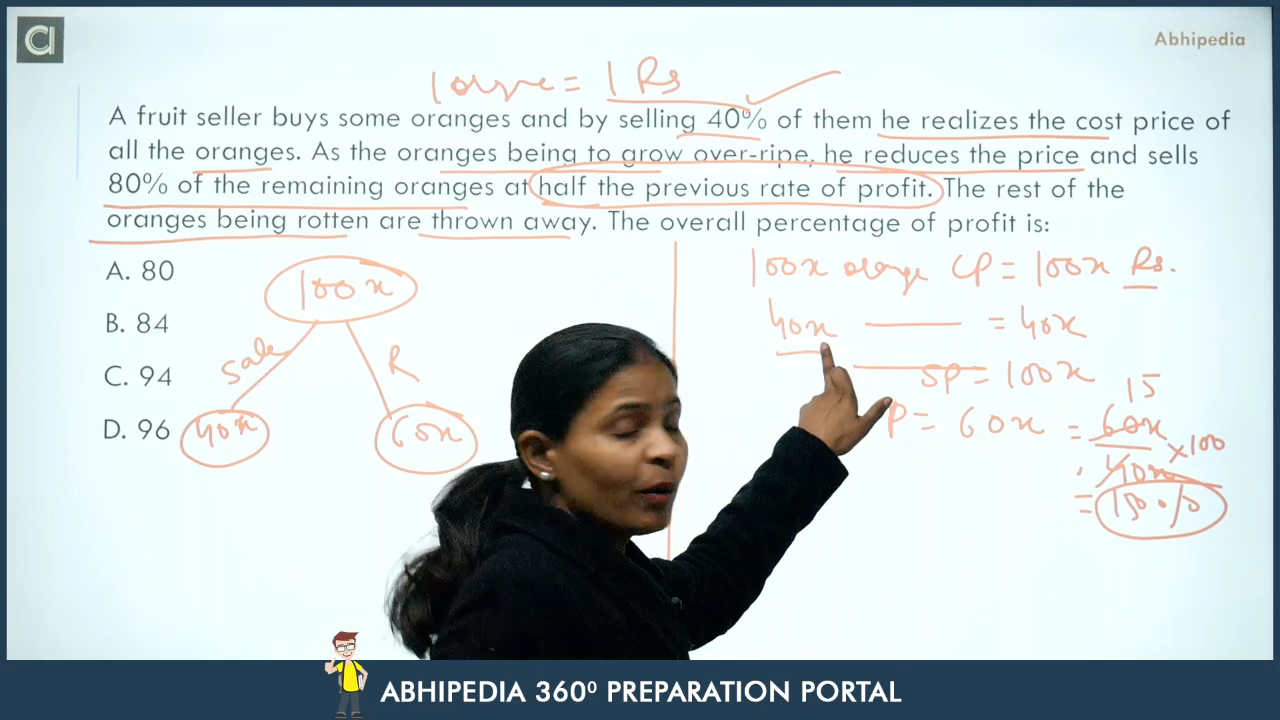 Abhipedia
1 orange = 1 Rs
A fruit seller buys some oranges and by selling 40% of them he realizes the cost price of
all the oranges. As the oranges being to grow over-ripe, he reduces the price and sells
80% of the remaining oranges at half the previous rate of profit. The rest of the
oranges being rotten are thrown away. The overall percentage of profit is:
A. 80
B. 84
C. 94
D. 96
100x
Sale
R
40x
60x
100x orange CP = 100x Rs.
40x = 40x
SP = 100x
15
P = 60x = 60x
40x
×100
= 150%
ABHIPEDIA 360⁰ PREPARATION PORTAL